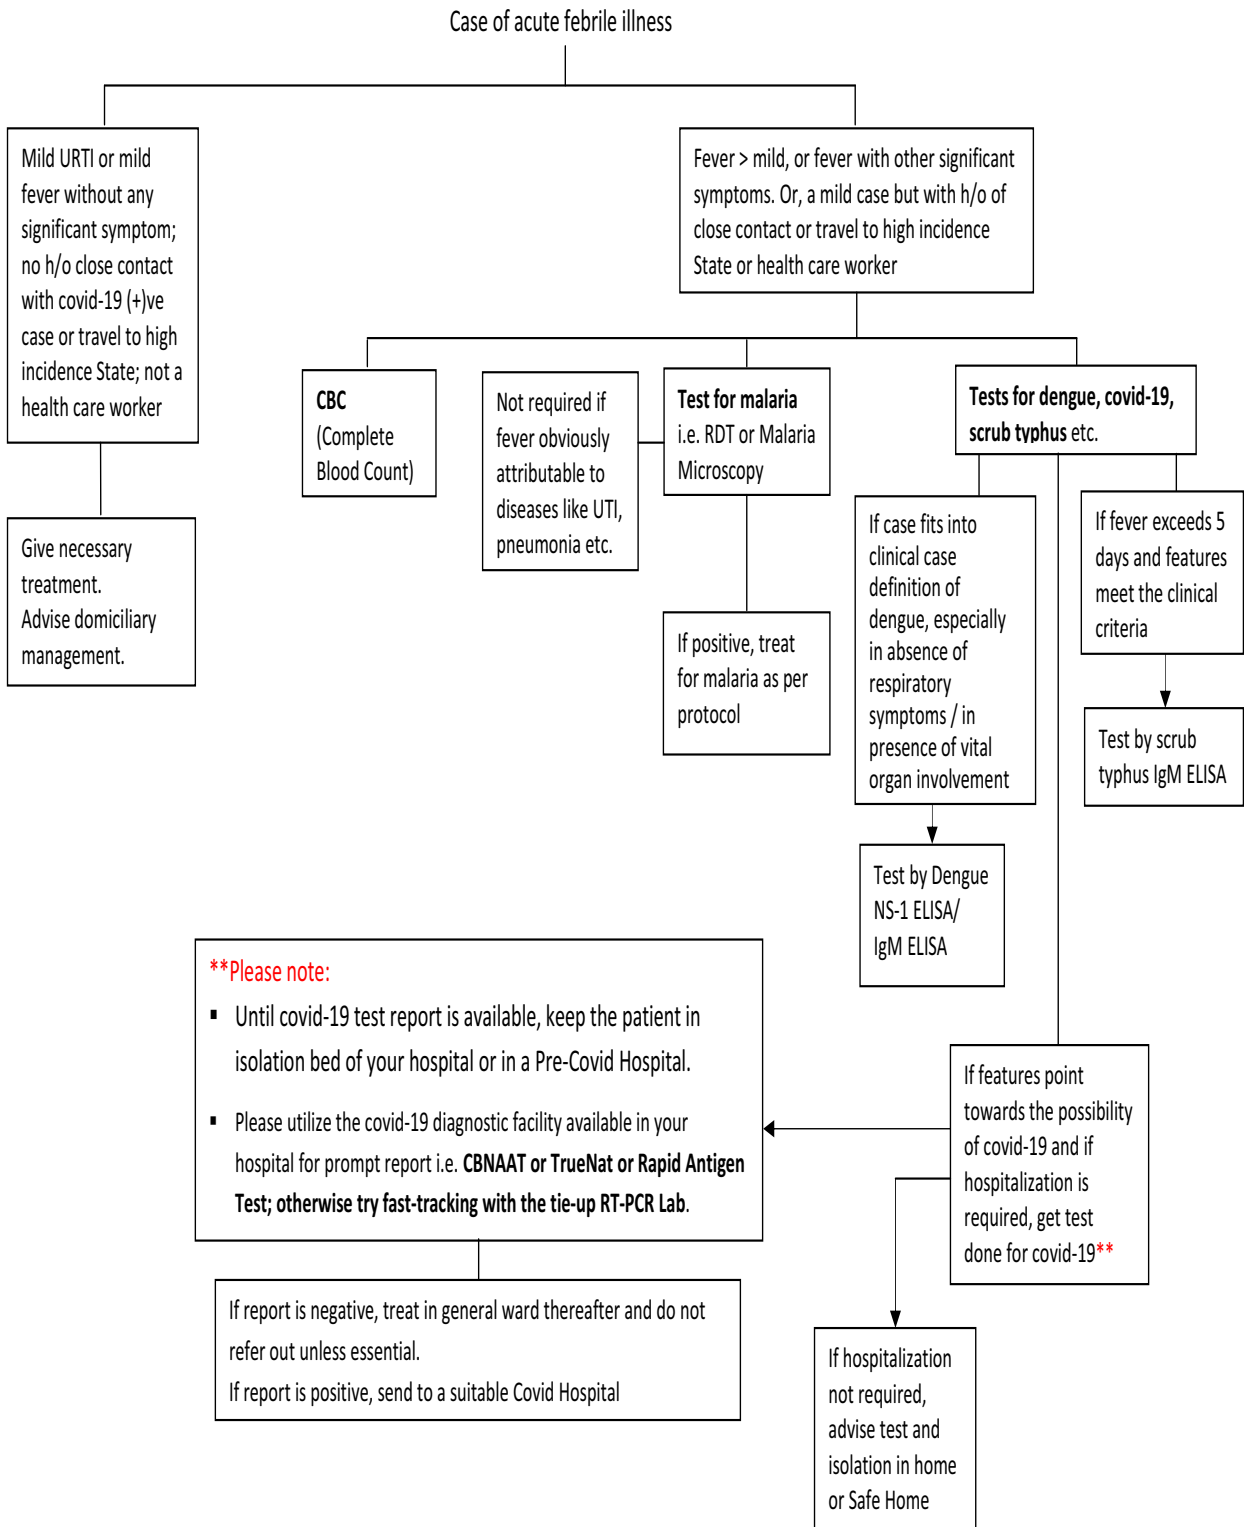 Case of acute febrile illness
Mild URTI or mild
fever without any
significant symptom;
no h/o close contact
with covid-19 (+)ve
case or travel to high
incidence State; not a
health care worker
Fever > mild, or fever with other significant
symptoms. Or, a mild case but with h/o of
close contact or travel to high incidence
State or health care worker
Give necessary
treatment.
Advise domiciliary
management.
CBC
(Complete
Blood Count)
Not required if
fever obviously
attributable to
diseases like UTI,
pneumonia etc.
Test for malaria
i.e. RDT or Malaria
Microscopy
If positive, treat
for malaria as per
protocol
Tests for dengue, covid-19,
scrub typhus etc.
If case fits into
clinical case
definition of
dengue, especially
in absence of
respiratory
symptoms / in
presence of vital
organ involvement
If fever exceeds 5
days and features
meet the clinical
criteria
Test by scrub
typhus IgM ELISA
Test by Dengue
NS-1 ELISA/
IgM ELISA
**Please note:
▪ Until covid-19 test report is available, keep the patient in
isolation bed of your hospital or in a Pre-Covid Hospital.
▪ Please utilize the covid-19 diagnostic facility available in your
hospital for prompt report i.e. CBNAAT or TrueNat or Rapid Antigen
Test; otherwise try fast-tracking with the tie-up RT-PCR Lab.
If features point
towards the possibility
of covid-19 and if
hospitalization is
required, get test
done for covid-19**
If report is negative, treat in general ward thereafter and do not
refer out unless essential.
If report is positive, send to a suitable Covid Hospital
If hospitalization
not required,
advise test and
isolation in home
or Safe Home